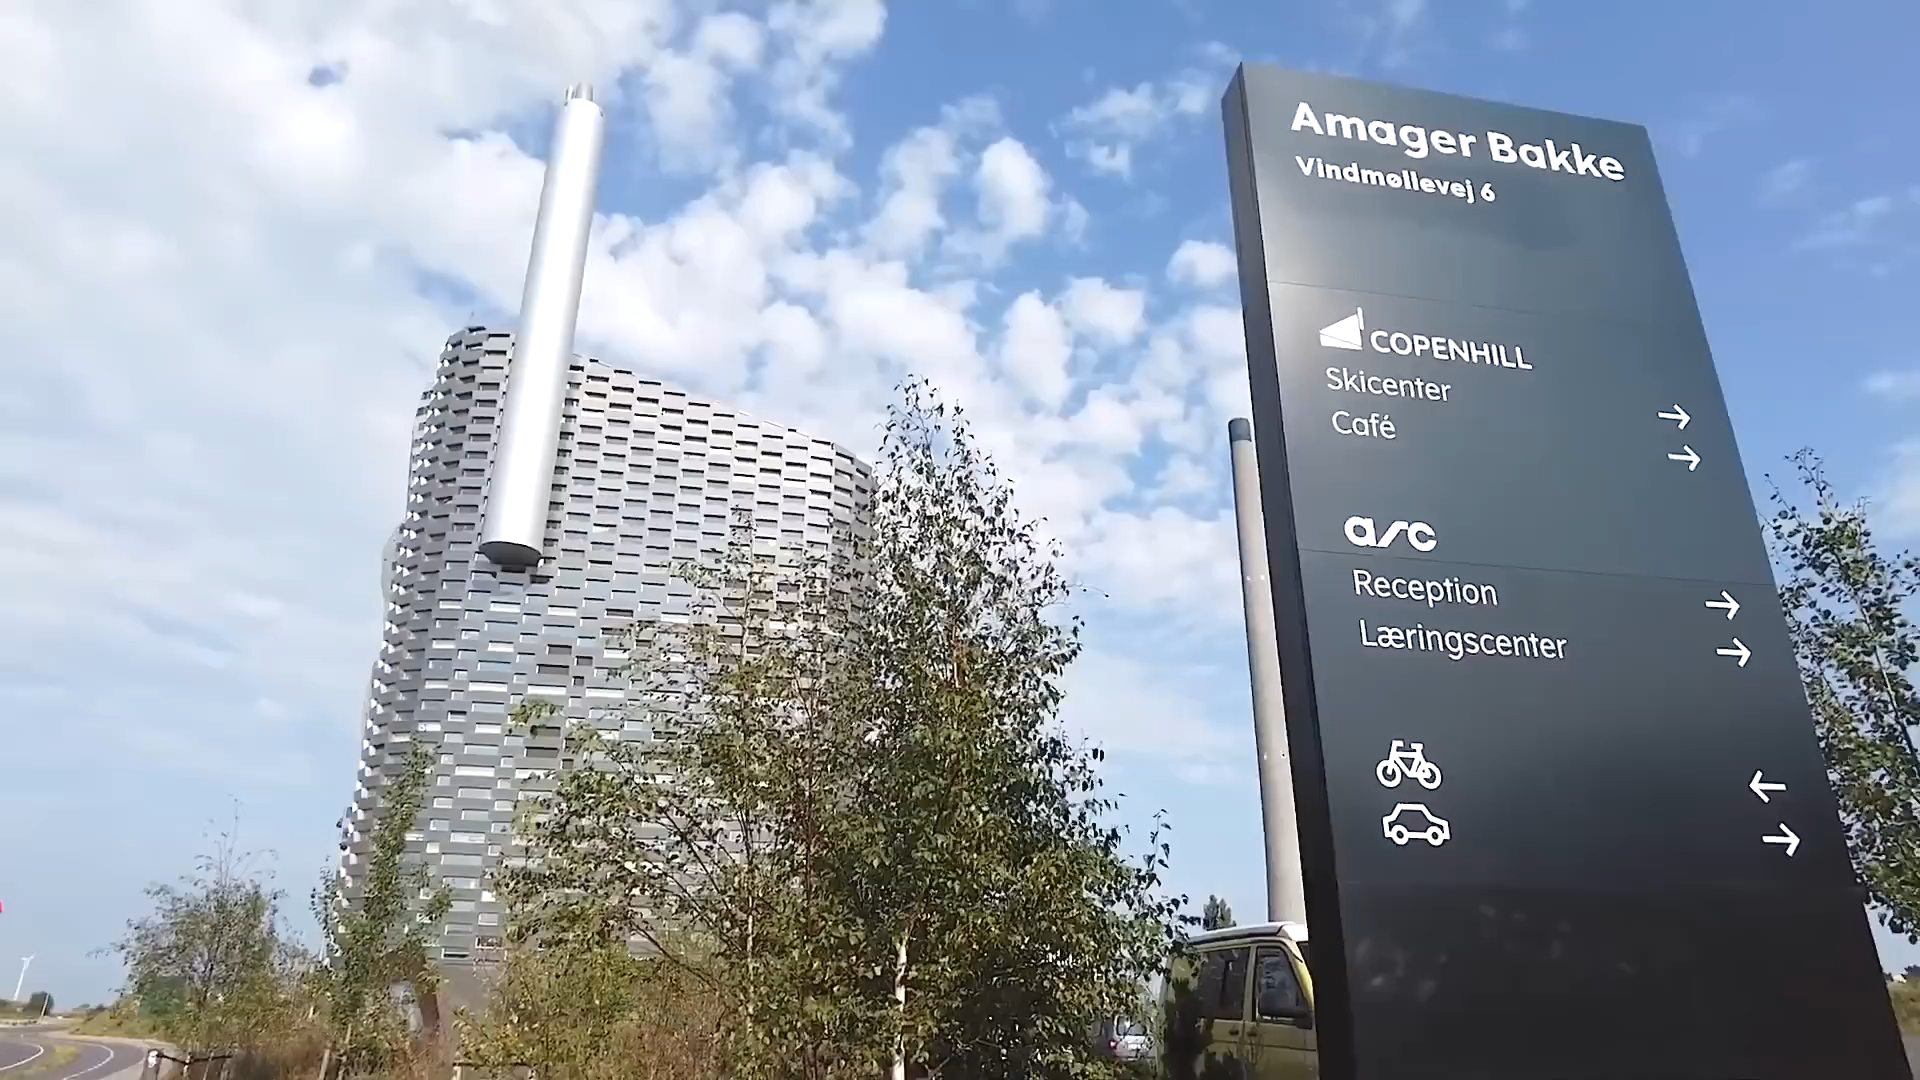 Amager Bakke
Vindmøllevej 6
COPENHILL
Skicenter
Café
arc
Reception
Læringscenter